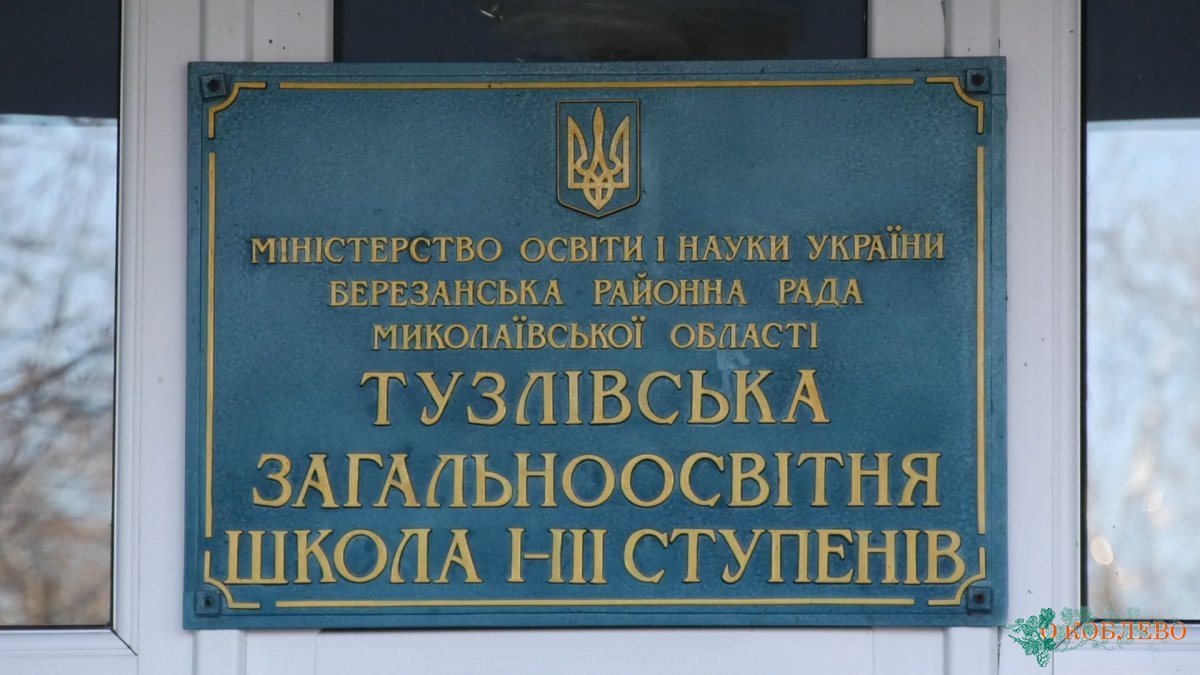 МІНІСТЕРСТВО ОСВІТИ І НАУКИ УКРАЇНИ
БЕРЕЗАНСЬКА РАЙОННА РАДА
МИКОЛАЇВСЬКОЇ ОБЛАСТІ
ТУЗЛІВСЬКА
ЗАГАЛЬНООСВІТНЯ
ШКОЛА І-ІІІ СТУПЕНІВ
О КОБЛЕВО